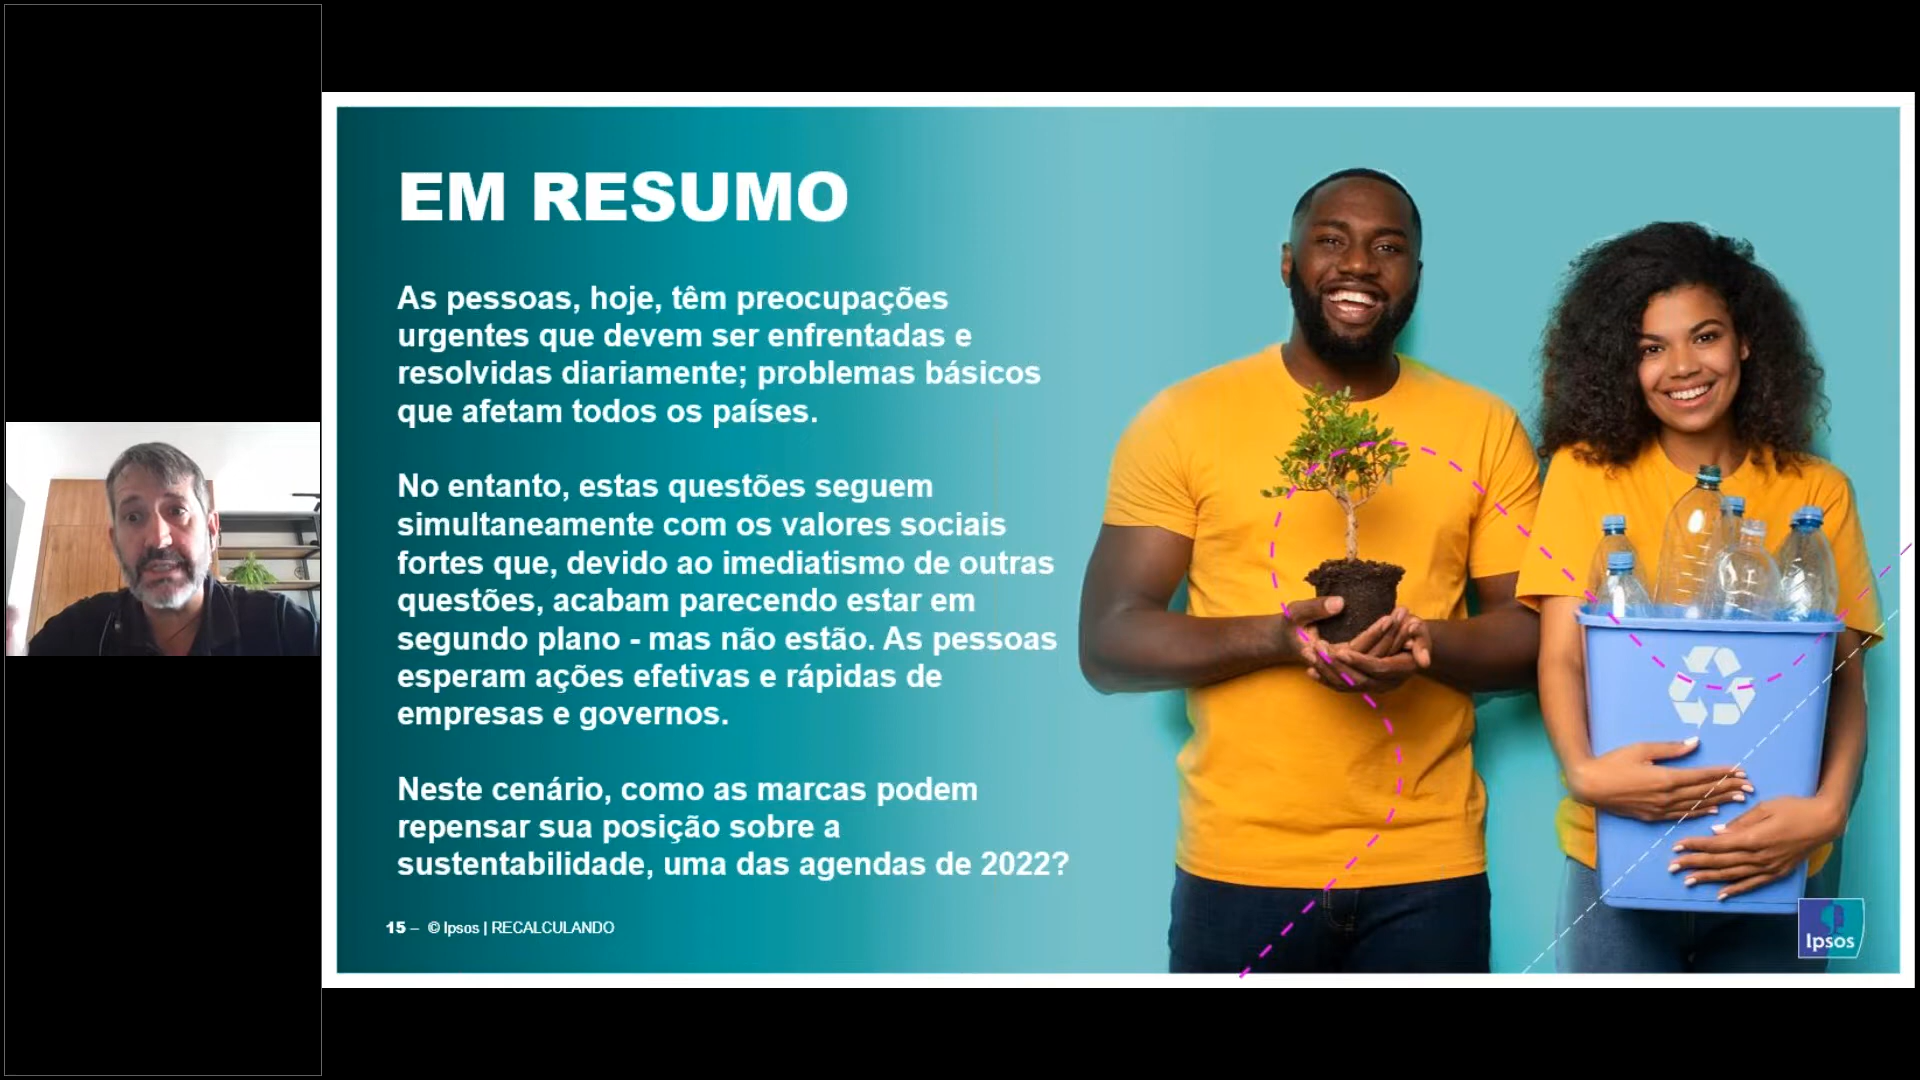 EM RESUMO
As pessoas, hoje, têm preocupações
urgentes que devem ser enfrentadas e
resolvidas diariamente; problemas básicos
que afetam todos os países.
No entanto, estas questões seguem
simultaneamente com os valores sociais
fortes que, devido ao imediatismo de outras
questões, acabam parecendo estar em
segundo plano - mas não estão. As pessoas
esperam ações efetivas e rápidas de
empresas e governos.
Neste cenário, como as marcas podem
repensar sua posição sobre a
sustentabilidade, uma das agendas de 2022?
15 – © Ipsos | RECALCULANDO
Ipsos